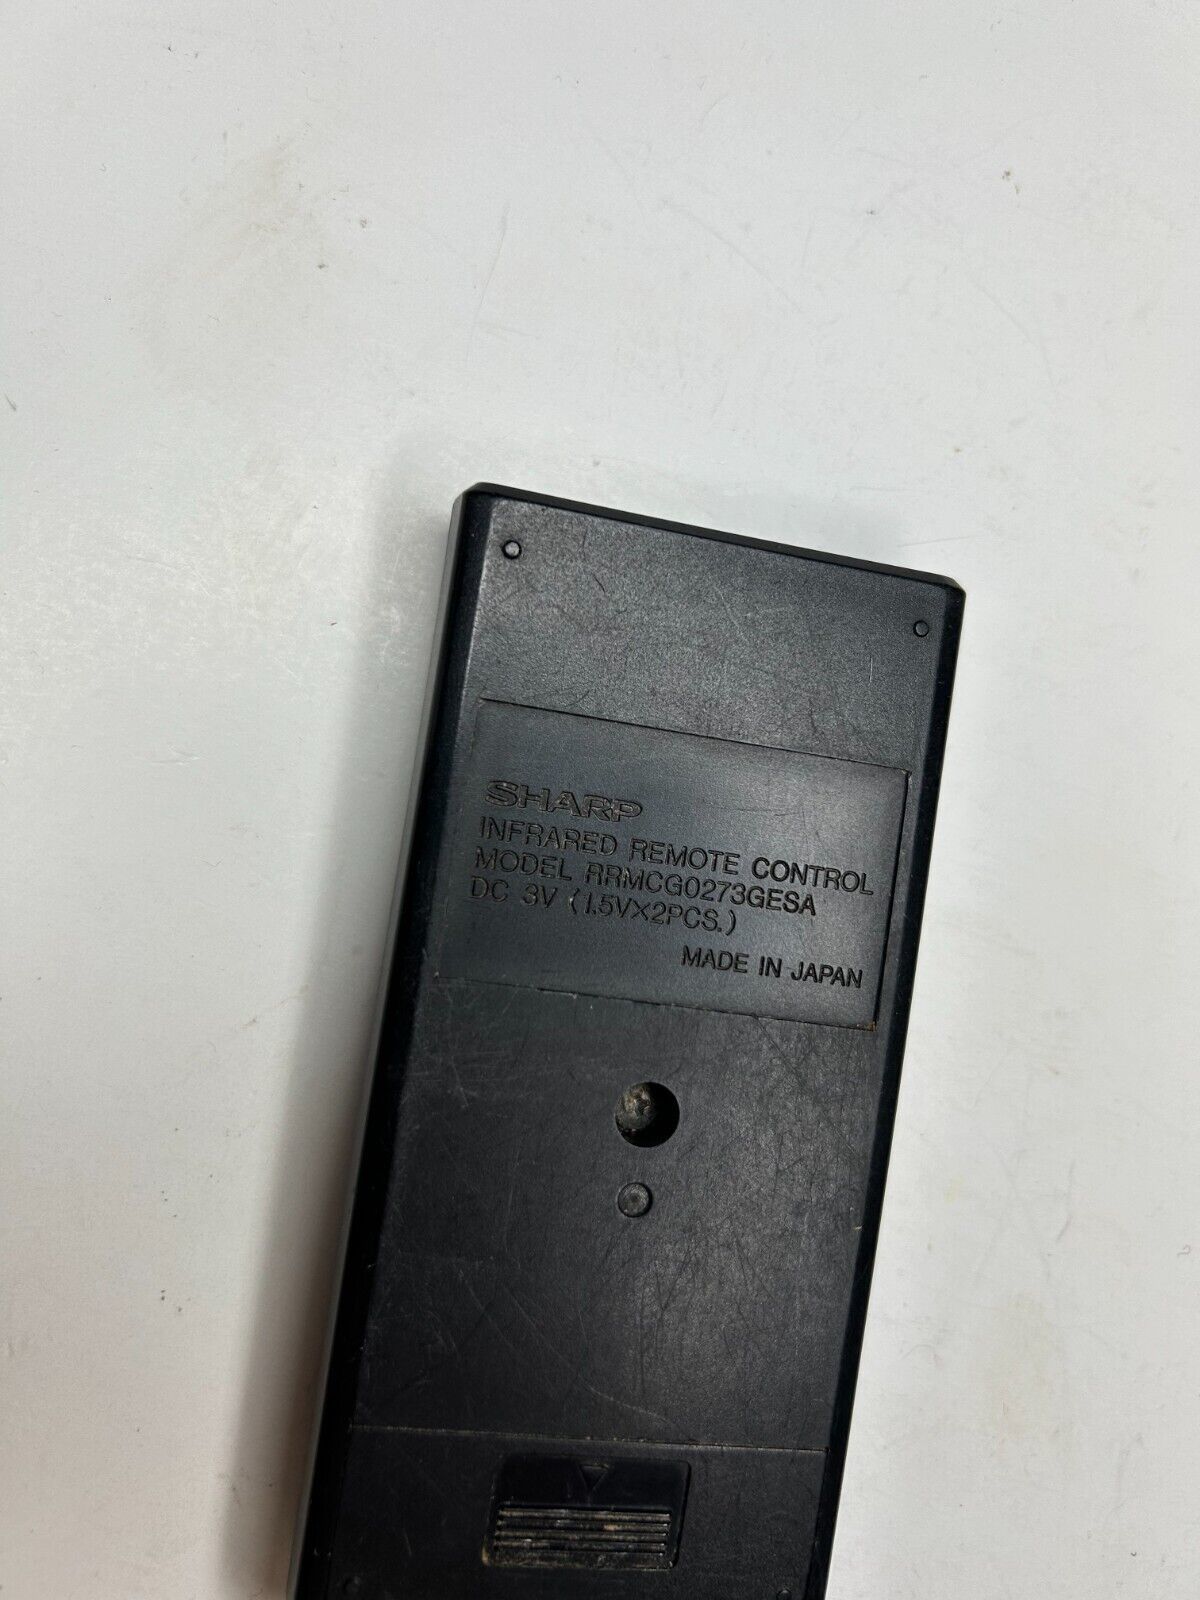 SHARP
INFRARED REMOTE CONTROL
MODEL RRMCG0273GESA
DC 3V (1.5V×2PCS.)
MADE IN JAPAN